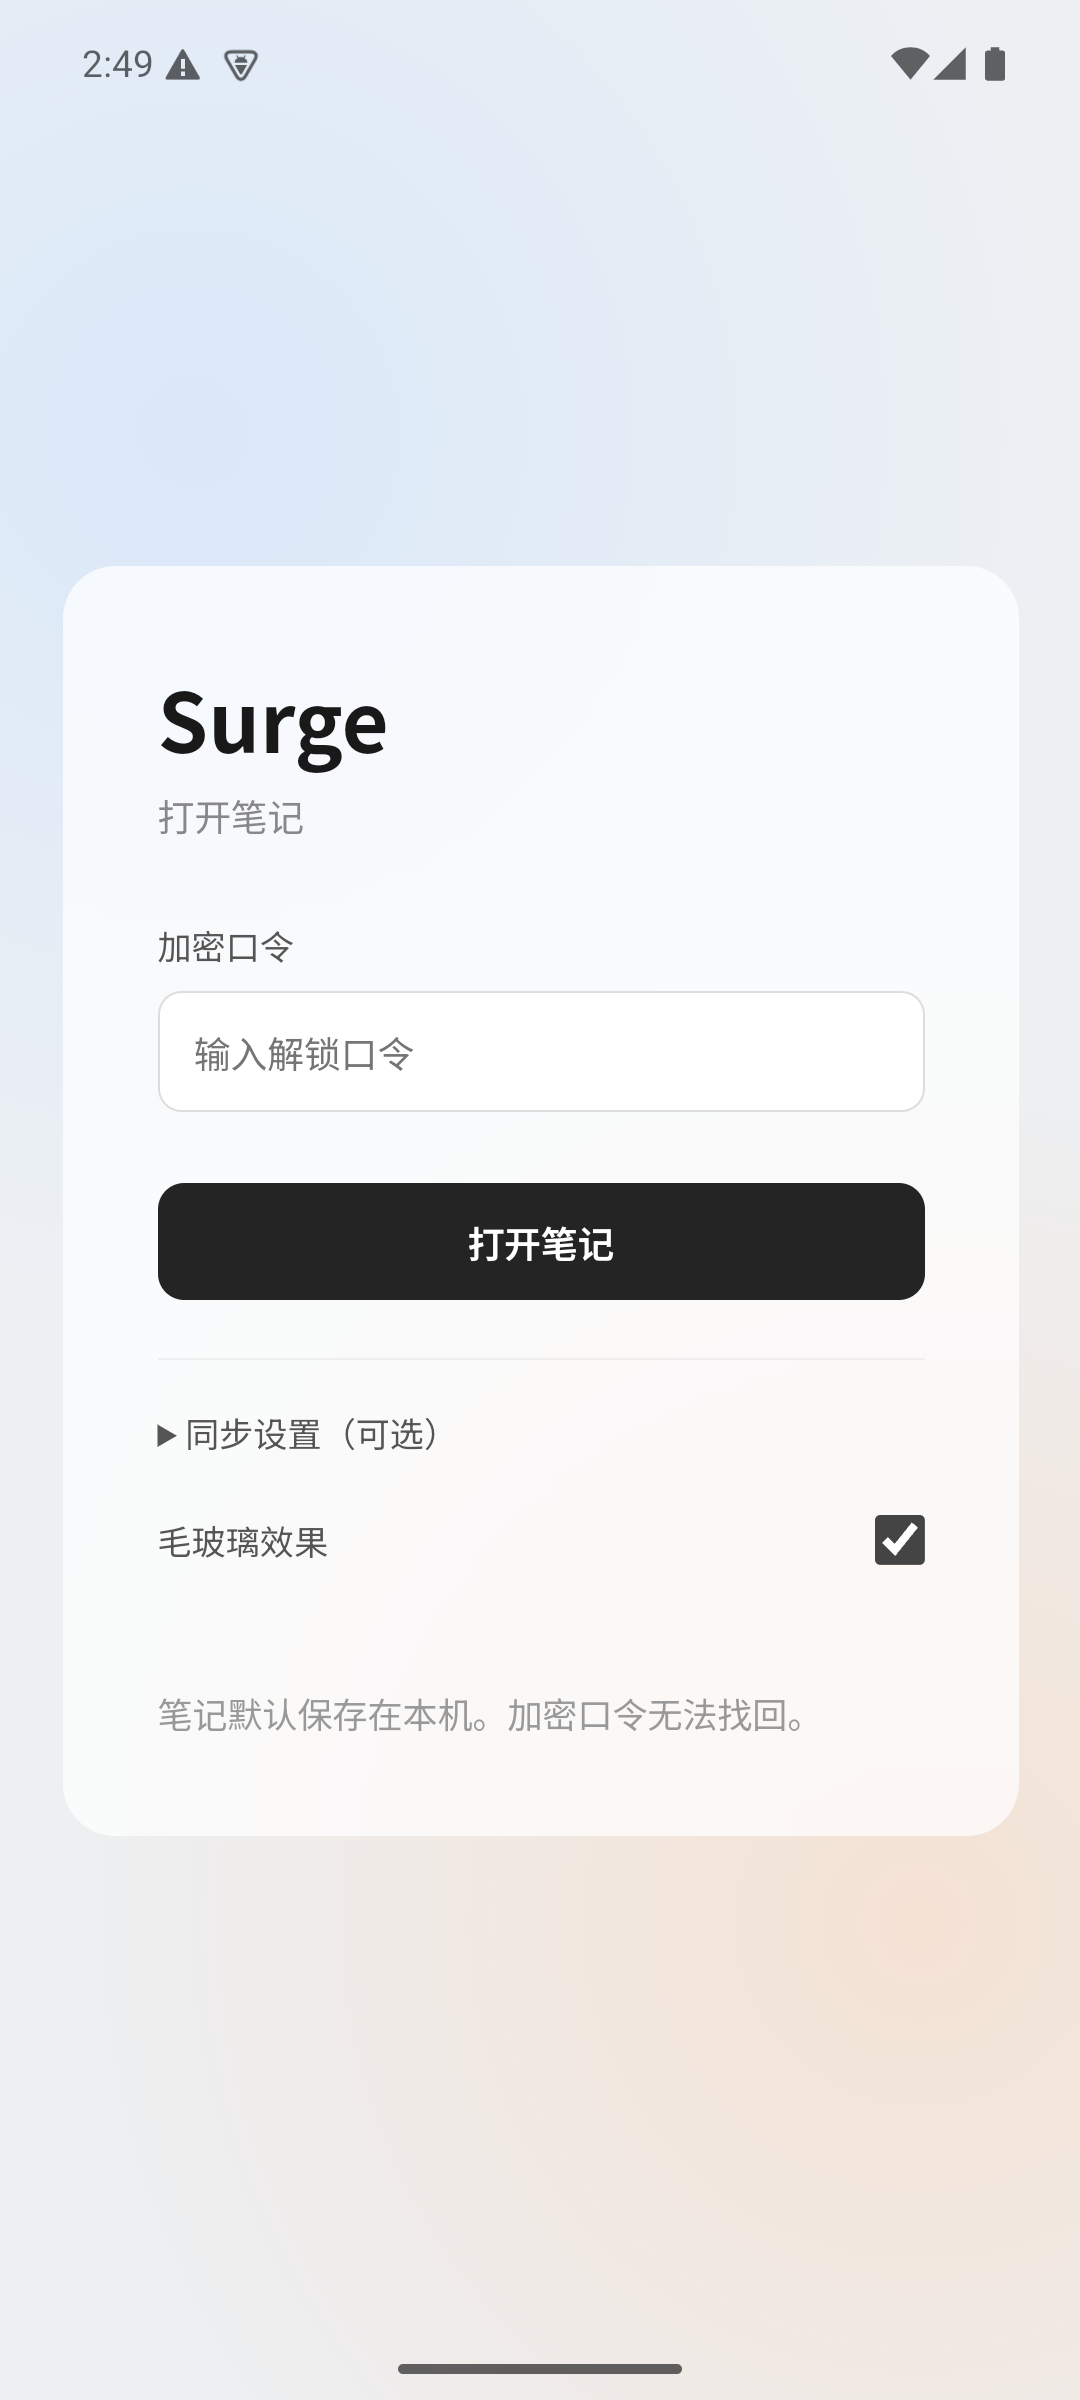 2:49
Surge
打开笔记
加密口令
输入解锁口令
打开笔记
同步设置（可选）
毛玻璃效果
笔记默认保存在本机。加密口令无法找回。